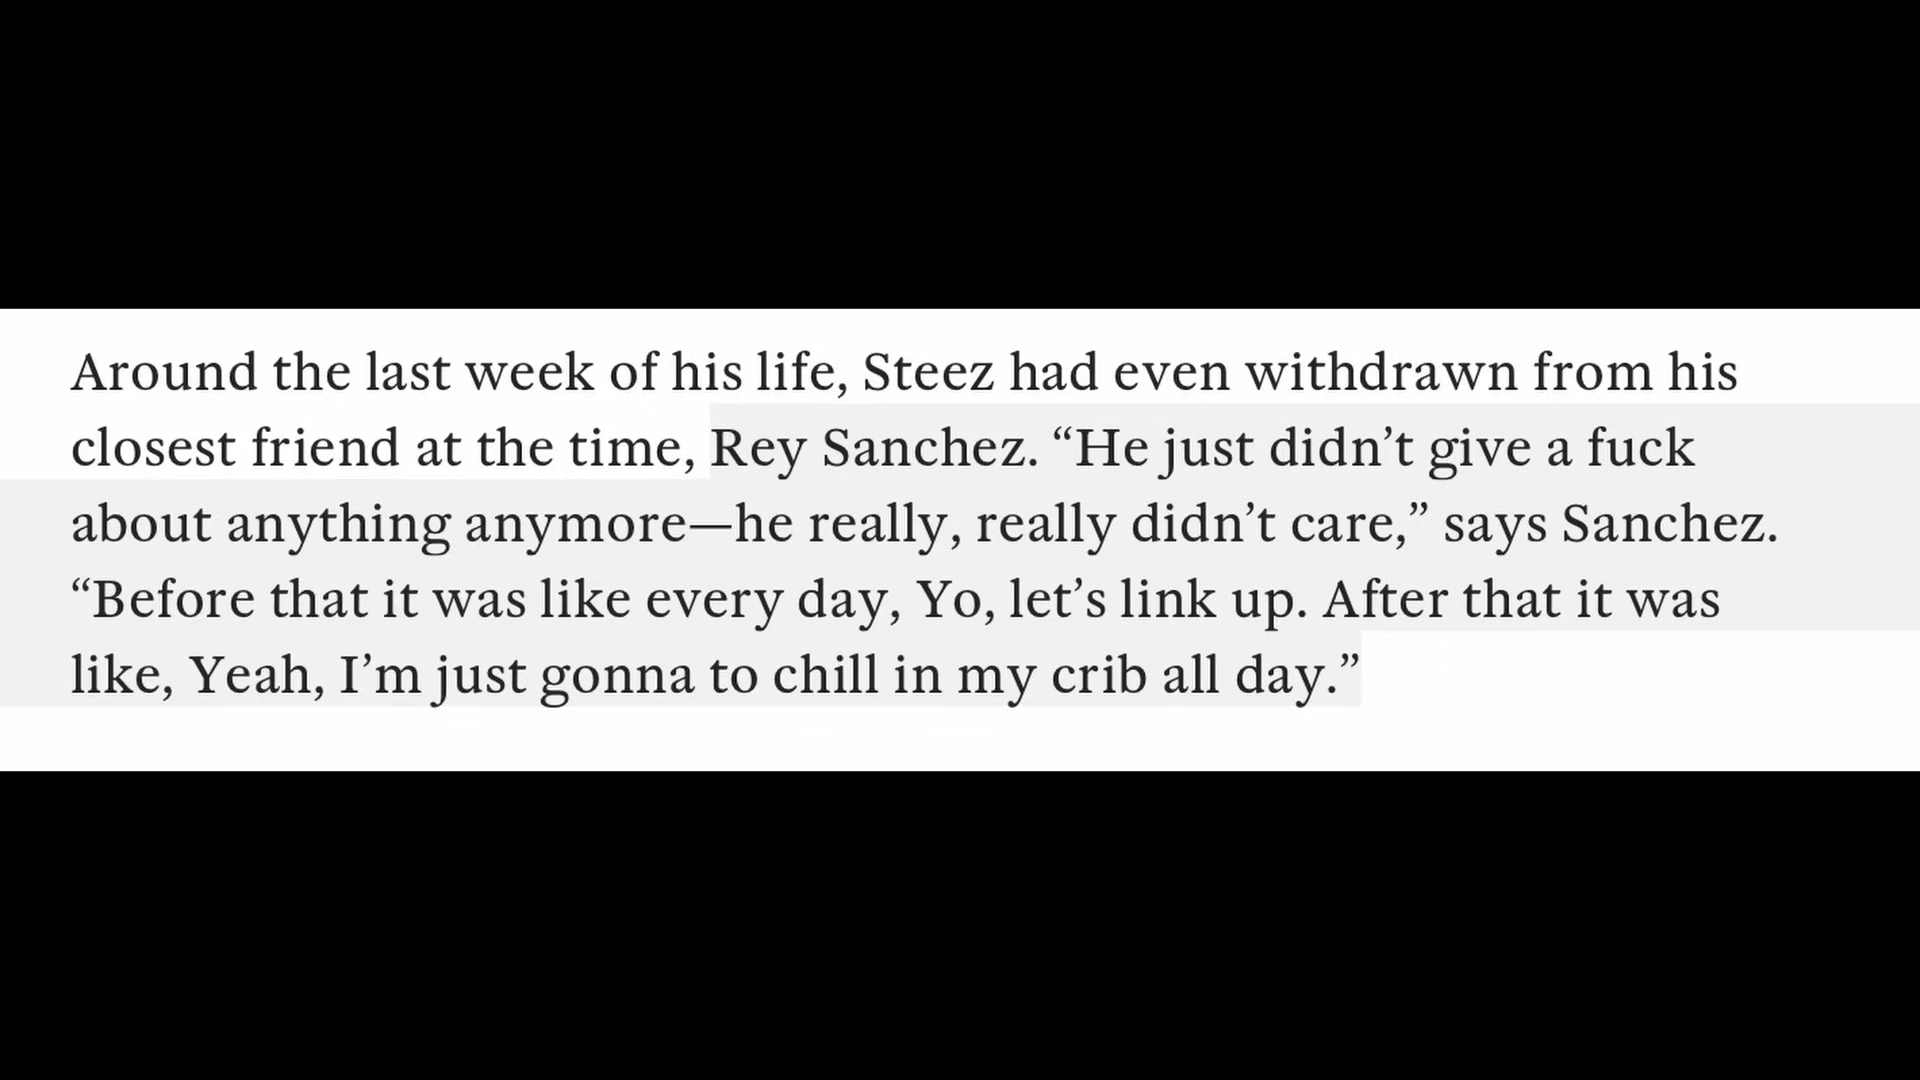 Around the last week of his life, Steez had even withdrawn from his
closest friend at the time, Rey Sanchez. “He just didn’t give a fuck
about anything anymore—he really, really didn’t care,” says Sanchez.
“Before that it was like every day, Yo, let’s link up. After that it was
like, Yeah, I’m just gonna to chill in my crib all day.”